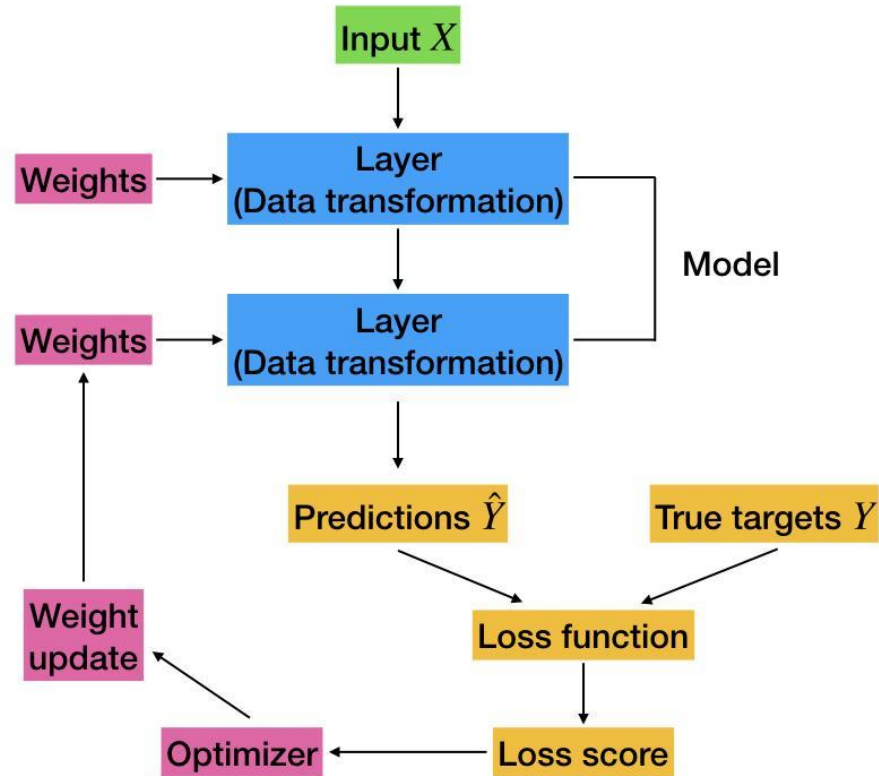 Input X
Layer
(Data transformation)
Weights
Model
Layer
(Data transformation)
Weights
Predictions Ŷ
True targets Y
Loss function
Weight
update
Optimizer
Loss score